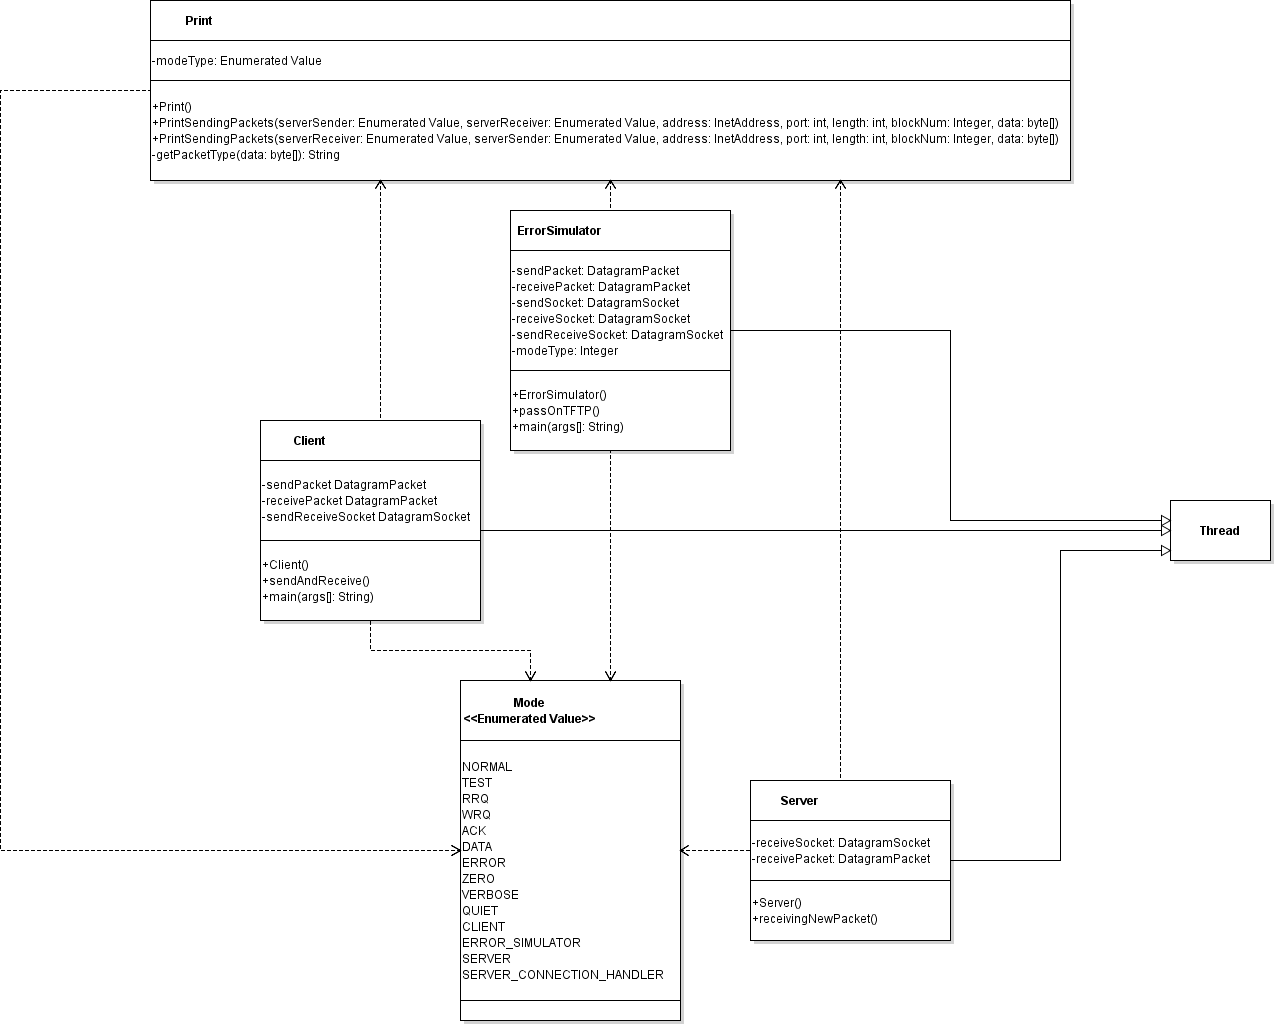 Print
-modeType: Enumerated Value
+Print()
+PrintSendingPackets(serverSender: Enumerated Value, serverReceiver: Enumerated Value, address: InetAddress, port: int, length: int, blockNum: Integer, data: byte[])
+PrintSendingPackets(serverReceiver: Enumerated Value, serverSender: Enumerated Value, address: InetAddress, port: int, length: int, blockNum: Integer, data: byte[])
-getPacketType(data: byte[]): String
ErrorSimulator
-sendPacket: DatagramPacket
-receivePacket: DatagramPacket
-sendSocket: DatagramSocket
-receiveSocket: DatagramSocket
-sendReceiveSocket: DatagramSocket
-modeType: Integer
+ErrorSimulator()
+passOnTFTP()
+main(args[]: String)
Client
-sendPacket DatagramPacket
-receivePacket DatagramPacket
-sendReceiveSocket DatagramSocket
+Client()
+sendAndReceive()
+main(args[]: String)
Thread
Mode
<<Enumerated Value>>
NORMAL
TEST
RRQ
WRQ
ACK
DATA
ERROR
ZERO
VERBOSE
QUIET
CLIENT
ERROR_SIMULATOR
SERVER
SERVER_CONNECTION_HANDLER
Server
-receiveSocket: DatagramSocket
-receivePacket: DatagramPacket
+Server()
+receivingNewPacket()